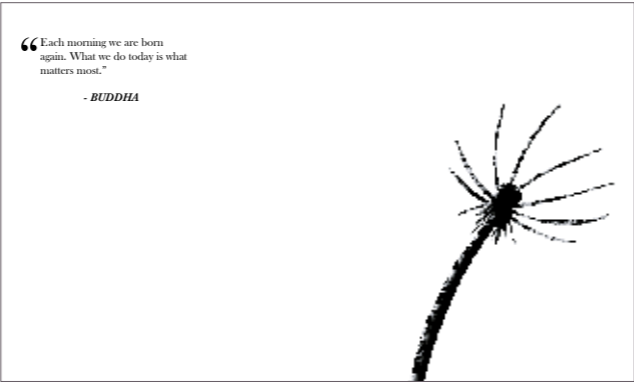 “Each morning we are born
again. What we do today is what
matters most.”
- BUDDHA